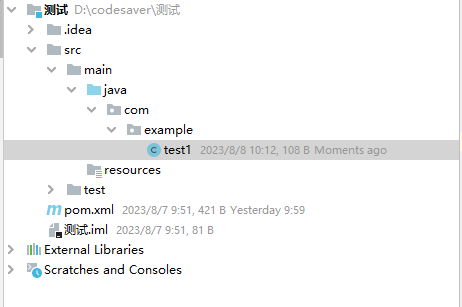 测试 D:\codesaver\测试
.idea
src
main
java
com
example
test1 2023/8/8 10:12, 108 B Moments ago
resources
test
pom.xml 2023/8/7 9:51, 421 B Yesterday 9:59
测试.iml 2023/8/7 9:51, 81 B
External Libraries
Scratches and Consoles